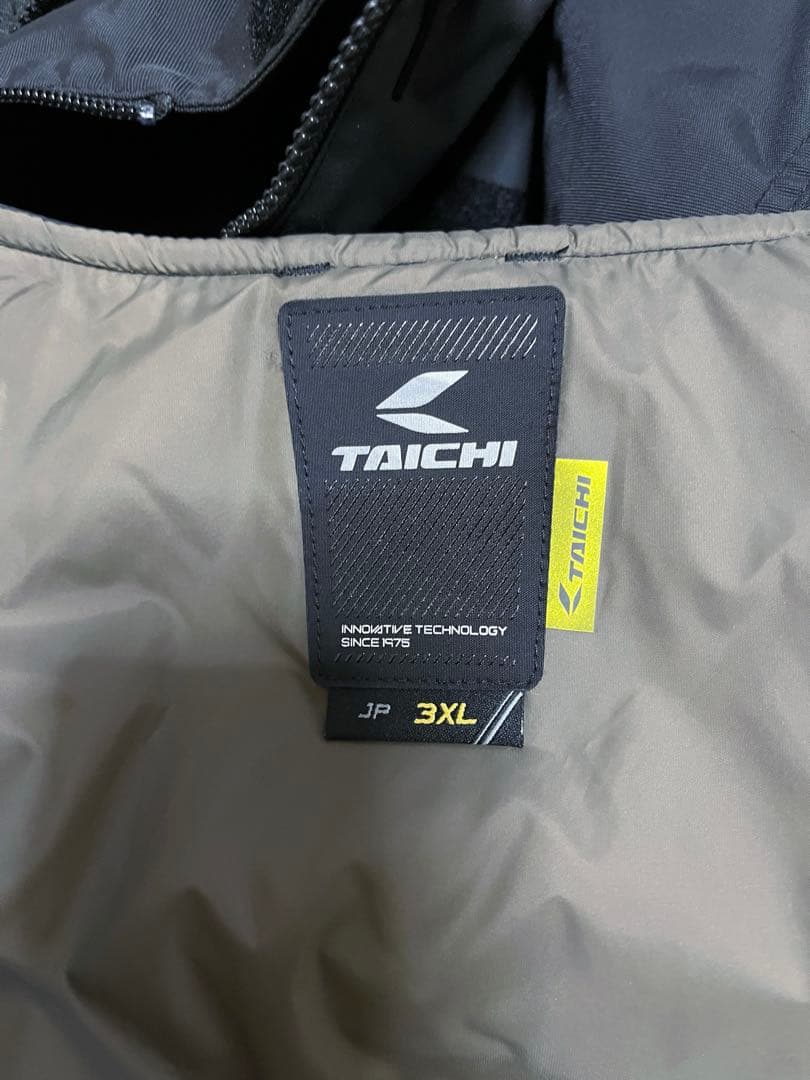 TAICHI
TAICHI
INNOVATIVE TECHNOLOGY
SINCE 1975
JP 3XL